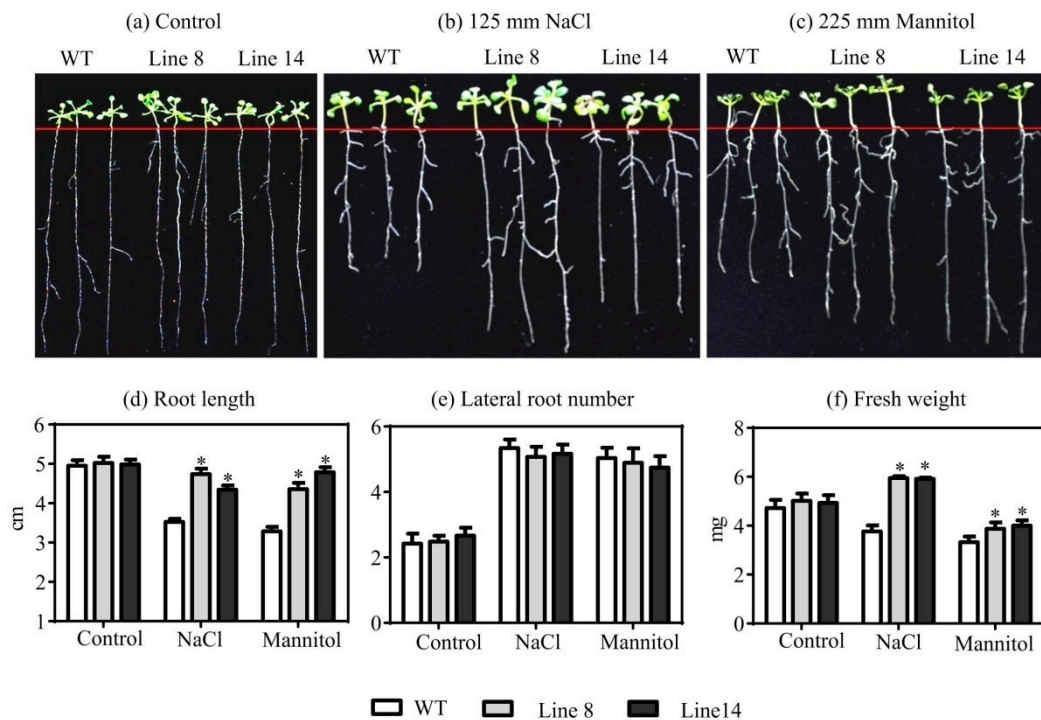 (a) Control (b) 125 mm NaCl (c) 225 mm Mannitol
WT Line 8 Line 14 WT Line 8 Line 14 WT Line 8 Line 14
(d) Root length (e) Lateral root number (f) Fresh weight
6
5
4
3
2
1
cm
* * * *
Control NaCl Mannitol
6
4
2
0
Control NaCl Mannitol
8
6
4
2
0
mg
* * * *
Control NaCl Mannitol
WT Line 8 Line14